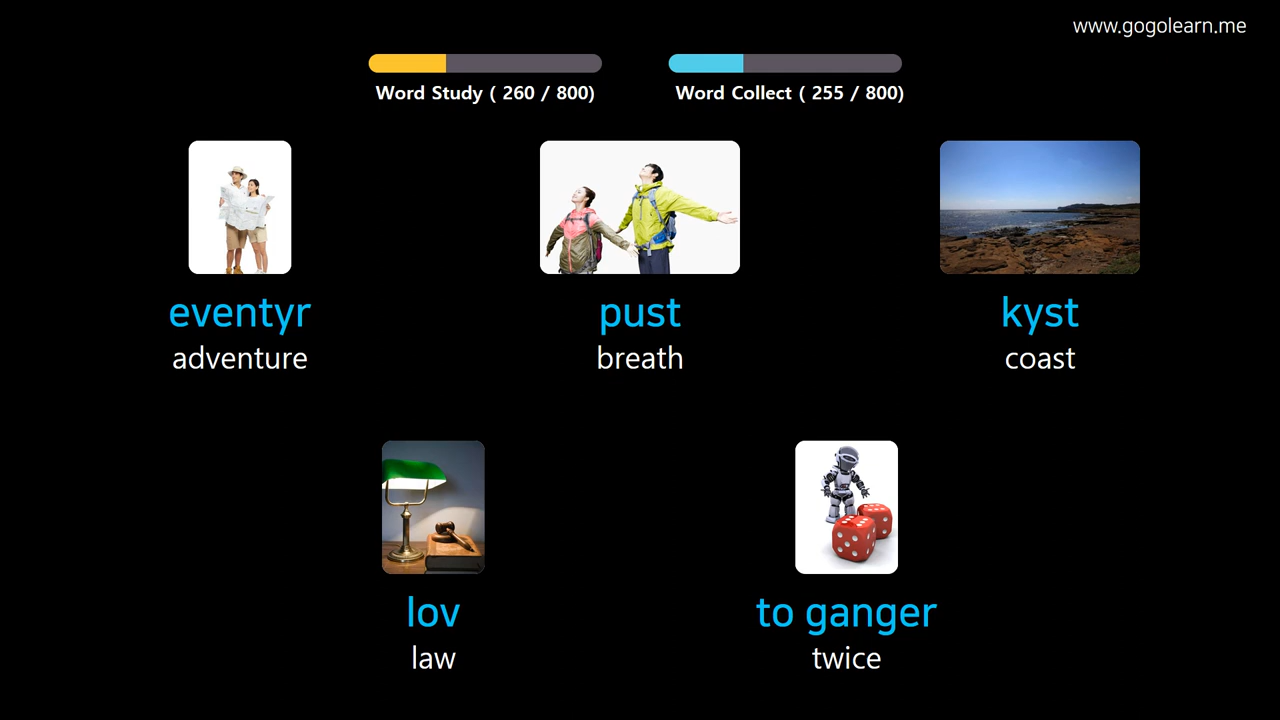 www.gogolearn.me
Word Study ( 260 / 800)
Word Collect ( 255 / 800)
eventyr
adventure
pust
breath
kyst
coast
lov
law
to ganger
twice